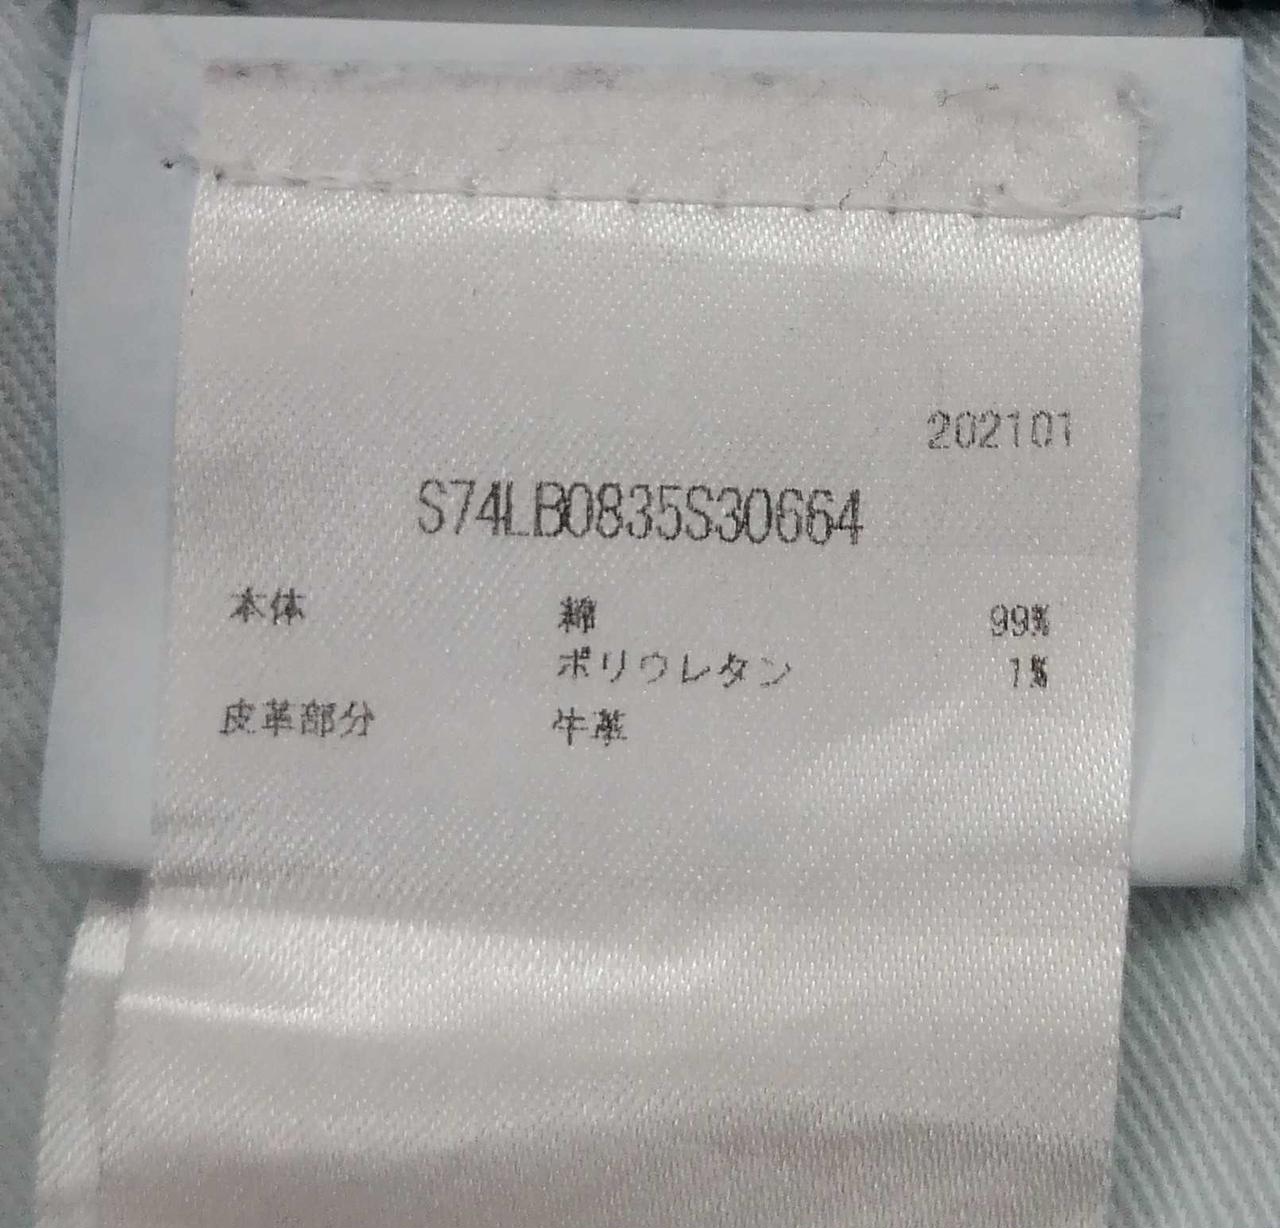 202101
S74LB0835S30664
本体 綿 99%
ポリウレタン 1%
皮革部分 牛革